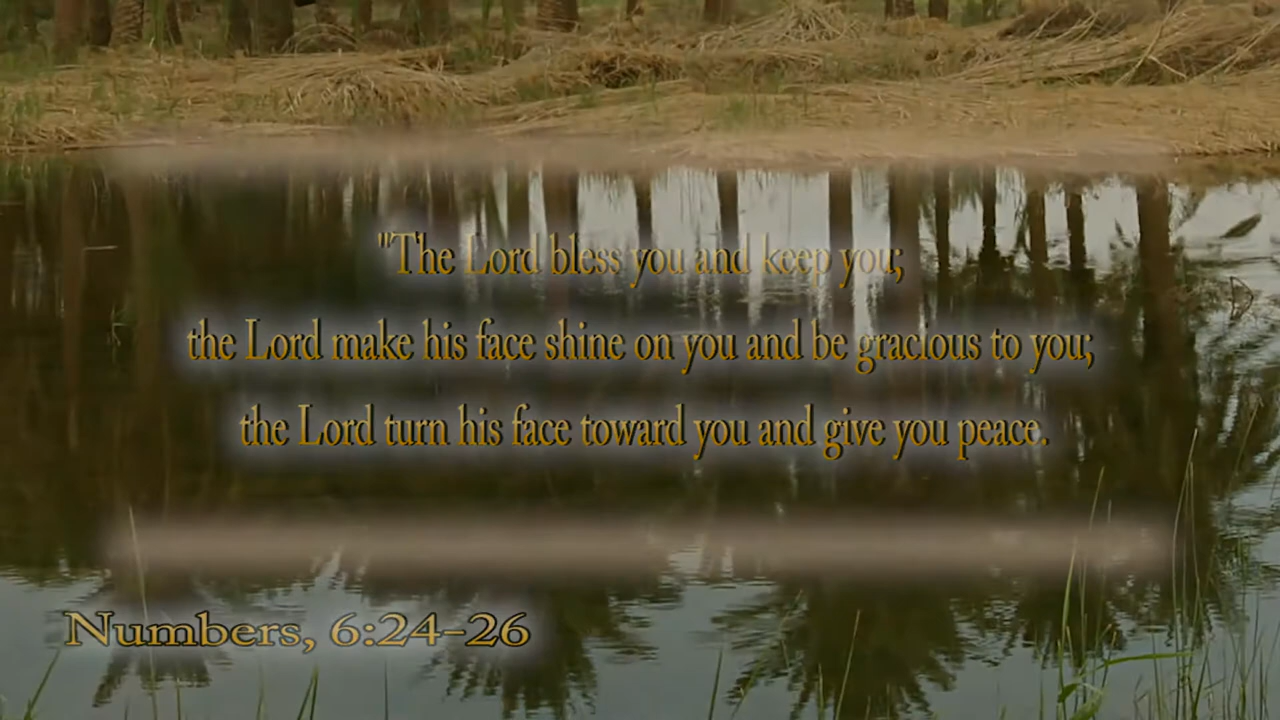 "The Lord bless you and keep you;
the Lord make his face shine on you and be gracious to you;
the Lord turn his face toward you and give you peace.
Numbers, 6:24-26